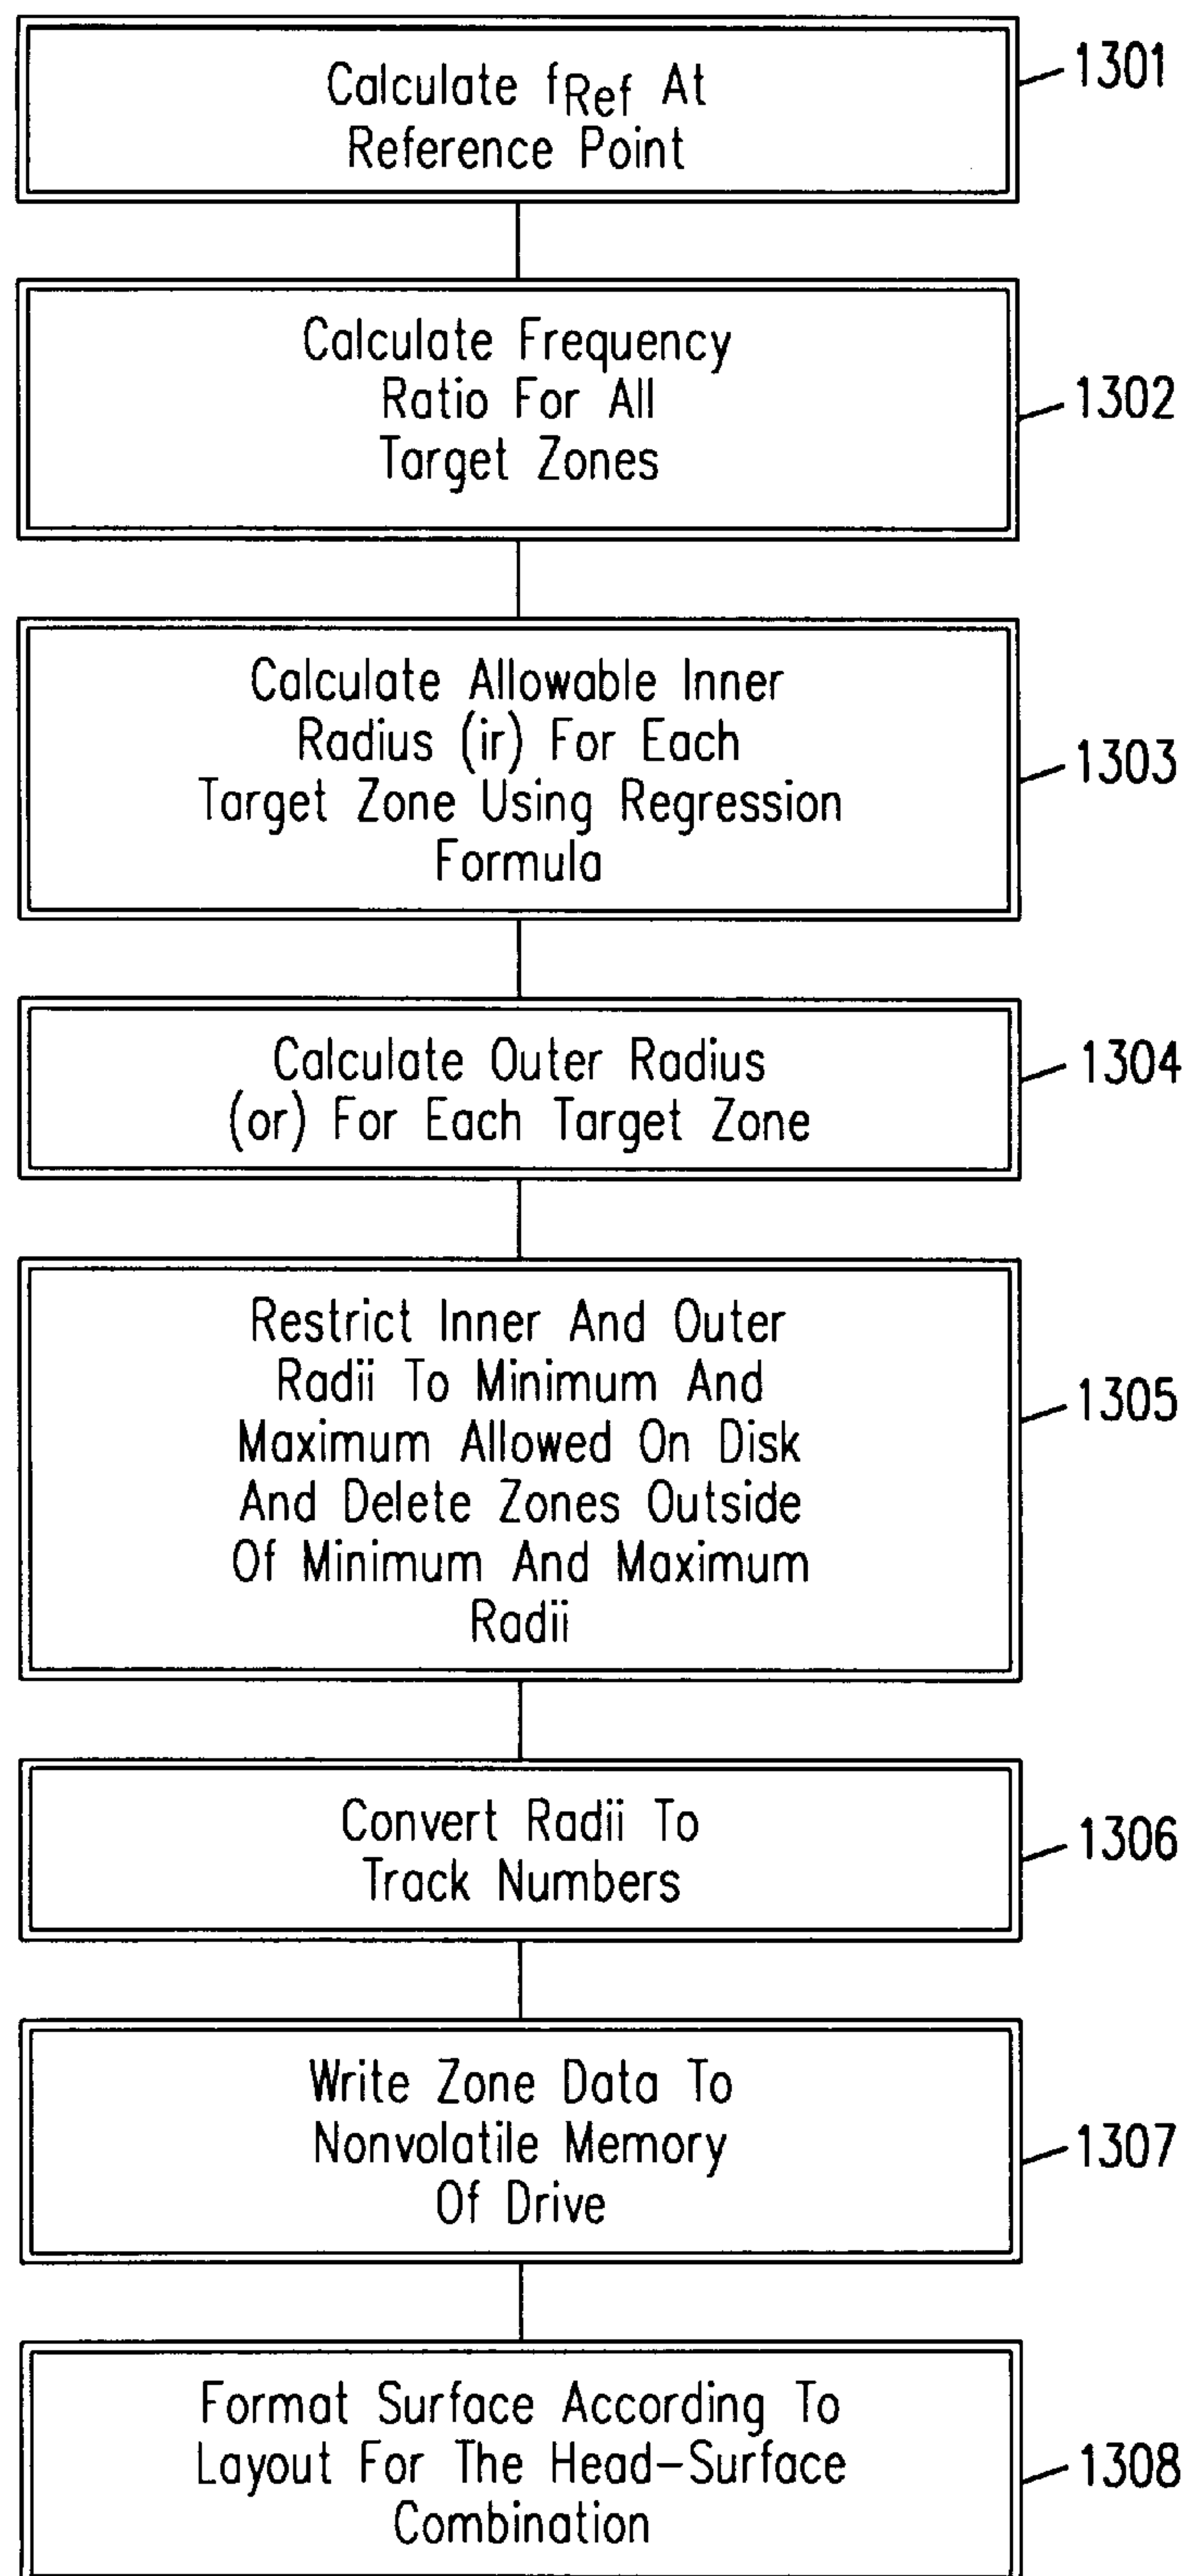 Calculate fRef At
Reference Point
1301
Calculate Frequency
Ratio For All
Target Zones
1302
Calculate Allowable Inner
Radius (ir) For Each
Target Zone Using Regression
Formula
1303
Calculate Outer Radius
(or) For Each Target Zone
1304
Restrict Inner And Outer
Radii To Minimum And
Maximum Allowed On Disk
And Delete Zones Outside
Of Minimum And Maximum
Radii
1305
Convert Radii To
Track Numbers
1306
Write Zone Data To
Nonvolatile Memory
Of Drive
1307
Format Surface According To
Layout For The Head-Surface
Combination
1308